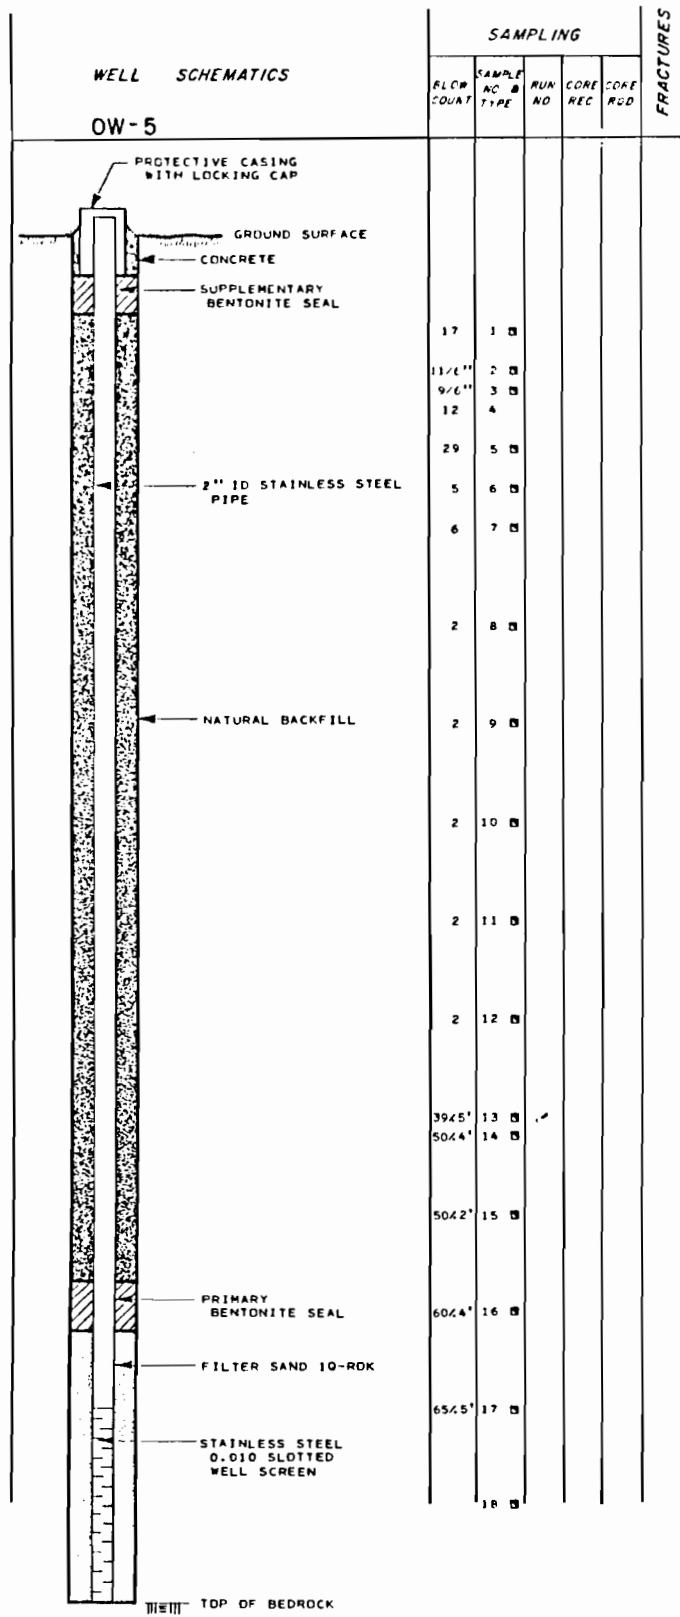 WELL SCHEMATICS
OW-5
SAMPLING
BLOW COUNT
SAMPLE NO & TYPE
RUN NO
CORE REC
CORE RQD
FRACTURES
PROTECTIVE CASING
WITH LOCKING CAP
GROUND SURFACE
CONCRETE
SUPPLEMENTARY
BENTONITE SEAL
17 1
11/6" 2
9/6" 3
12 4
29 5
2" ID STAINLESS STEEL
PIPE
5 6
6 7
2 8
NATURAL BACKFILL
2 9
2 10
2 11
2 12
39/.5' 13
50/.4' 14
50/.2' 15
PRIMARY
BENTONITE SEAL
60/.4' 16
FILTER SAND 1Q-ROK
65/.5' 17
STAINLESS STEEL
0.010 SLOTTED
WELL SCREEN
18
TOP OF BEDROCK